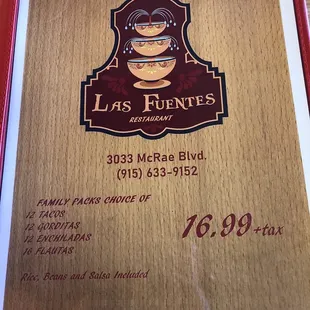 Las Fuentes
RESTAURANT
3033 McRae Blvd.
(915) 633-9152
FAMILY PACKS CHOICE OF
12 TACOS
12 GORDITAS
12 ENCHILADAS
16 FLAUTAS
16.99 +tax
Rice, Beans and Salsa Included